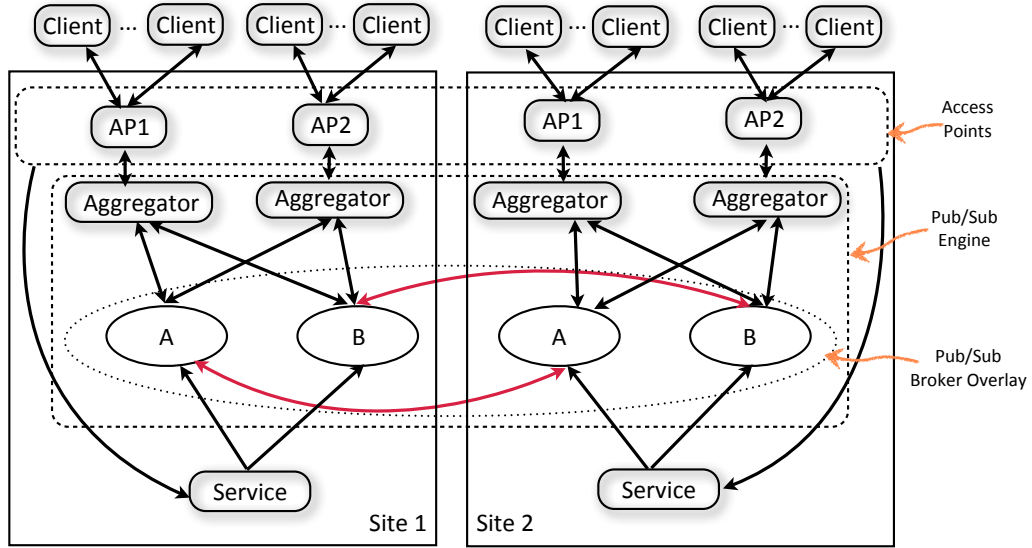 Client ... Client Client ... Client Client ... Client Client ... Client
AP1 AP2 AP1 AP2
Access
Points
Aggregator Aggregator Aggregator Aggregator
Pub/Sub
Engine
A B A B
Pub/Sub
Broker Overlay
Service Service
Site 1 Site 2